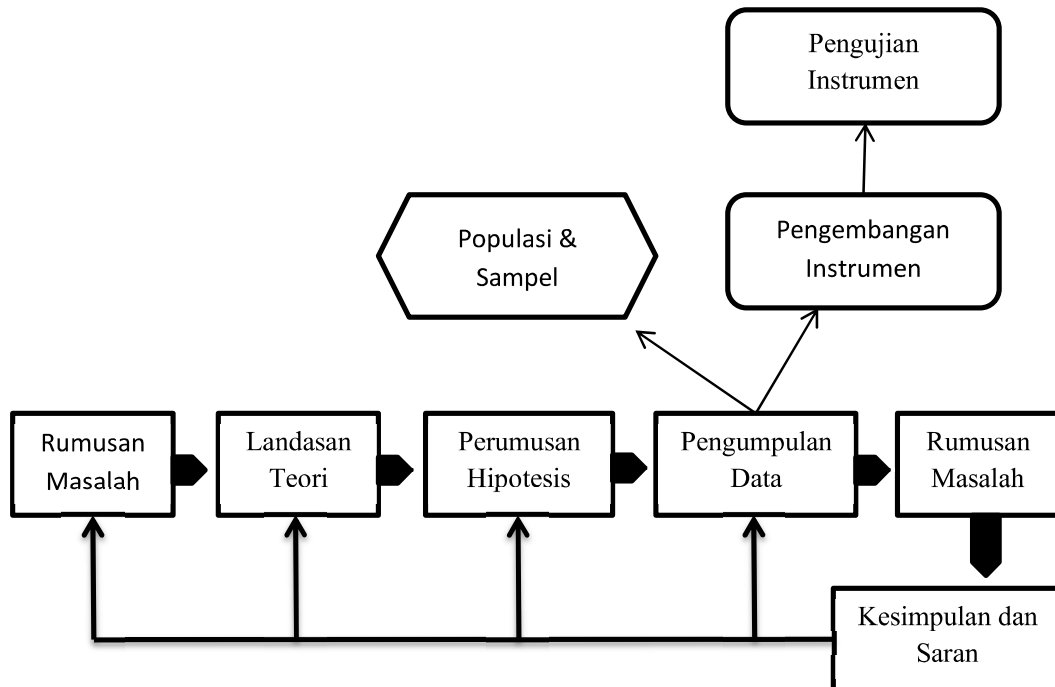 Pengujian
Instrumen
Populasi &
Sampel
Pengembangan
Instrumen
Rumusan
Masalah
Landasan
Teori
Perumusan
Hipotesis
Pengumpulan
Data
Rumusan
Masalah
Kesimpulan dan
Saran